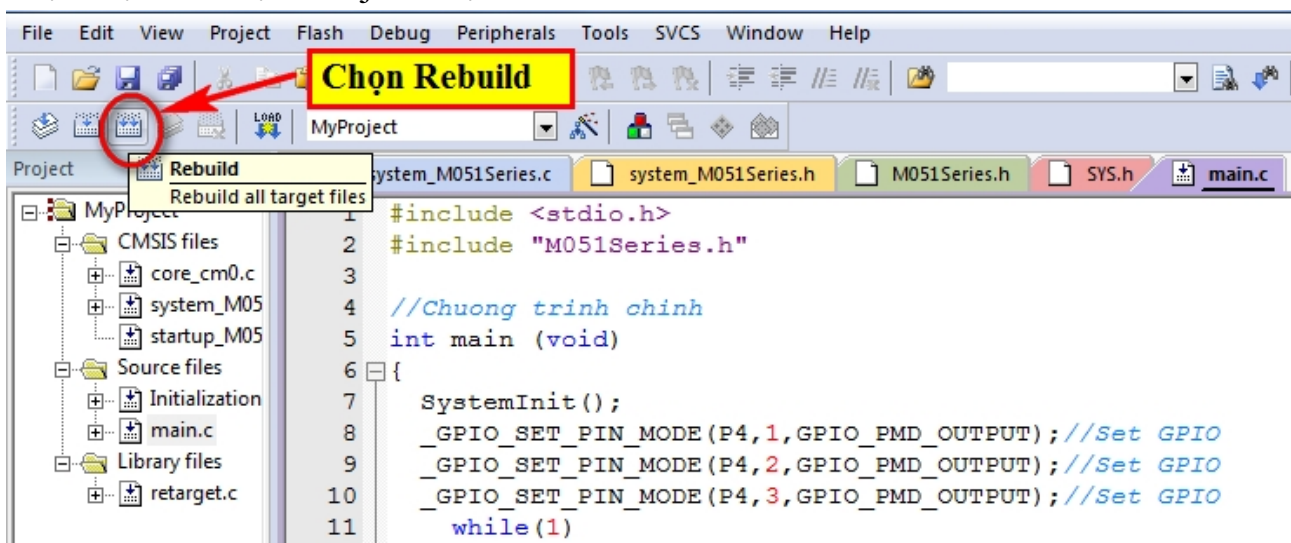 File Edit View Project Flash Debug Peripherals Tools SVCS Window Help
Chọn Rebuild
LOAD MyProject
Project
Rebuild
Rebuild all target files
system_M051Series.c system_M051Series.h M051Series.h SYS.h main.c
MyProject
CMSIS files
core_cm0.c
system_M05
startup_M05
Source files
Initialization
main.c
Library files
retarget.c
1 #include <stdio.h>
2 #include "M051Series.h"
3
4 //Chuong trinh chinh
5 int main (void)
6 {
7 SystemInit();
8 _GPIO_SET_PIN_MODE(P4,1,GPIO_PMD_OUTPUT);//Set GPIO
9 _GPIO_SET_PIN_MODE(P4,2,GPIO_PMD_OUTPUT);//Set GPIO
10 _GPIO_SET_PIN_MODE(P4,3,GPIO_PMD_OUTPUT);//Set GPIO
11 while(1)